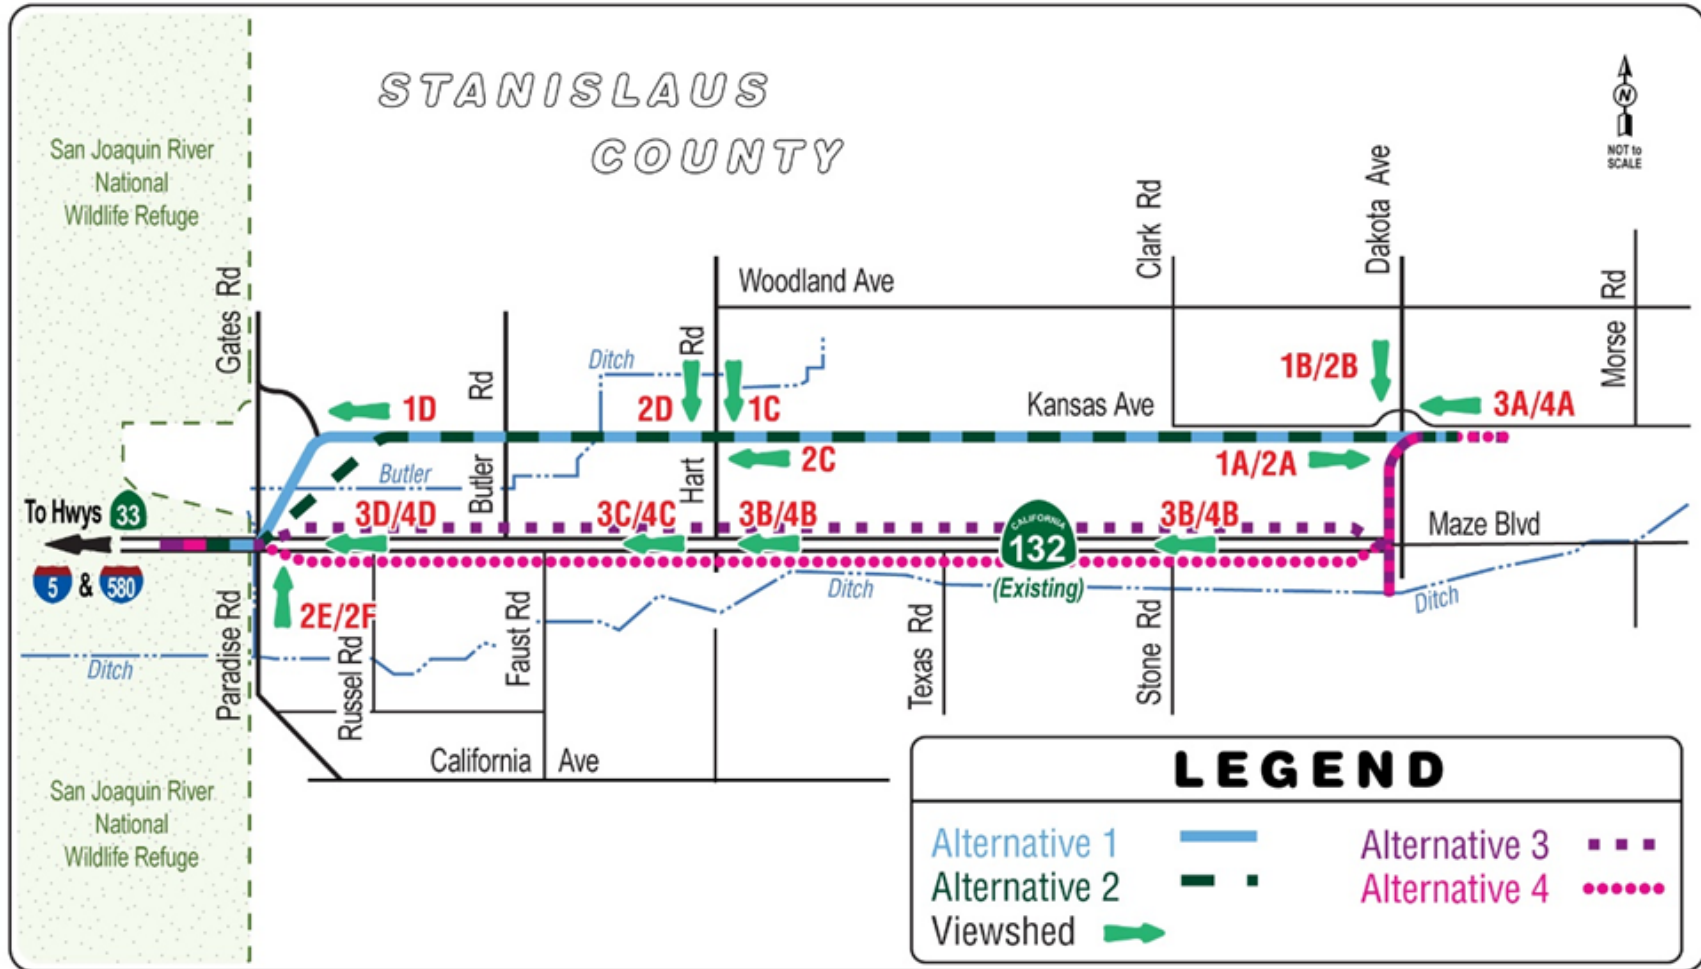 STANISLAUS
COUNTY
San Joaquin River
National
Wildlife Refuge
N
NOT to
SCALE
Gates Rd
Woodland Ave
Clark Rd
Dakota Ave
Morse Rd
Ditch
Rd
Rd
1B/2B
1D
2D
1C
Kansas Ave
3A/4A
Butler
Butler
Hart
2C
1A/2A
To Hwys 33
3D/4D
3C/4C
3B/4B
CALIFORNIA
132
(Existing)
3B/4B
Maze Blvd
5 & 580
2E/2F
Ditch
Ditch
Ditch
Paradise Rd
Russel Rd
Faust Rd
Texas Rd
Stone Rd
California Ave
San Joaquin River
National
Wildlife Refuge
LEGEND
Alternative 1
Alternative 2
Viewshed
Alternative 3
Alternative 4